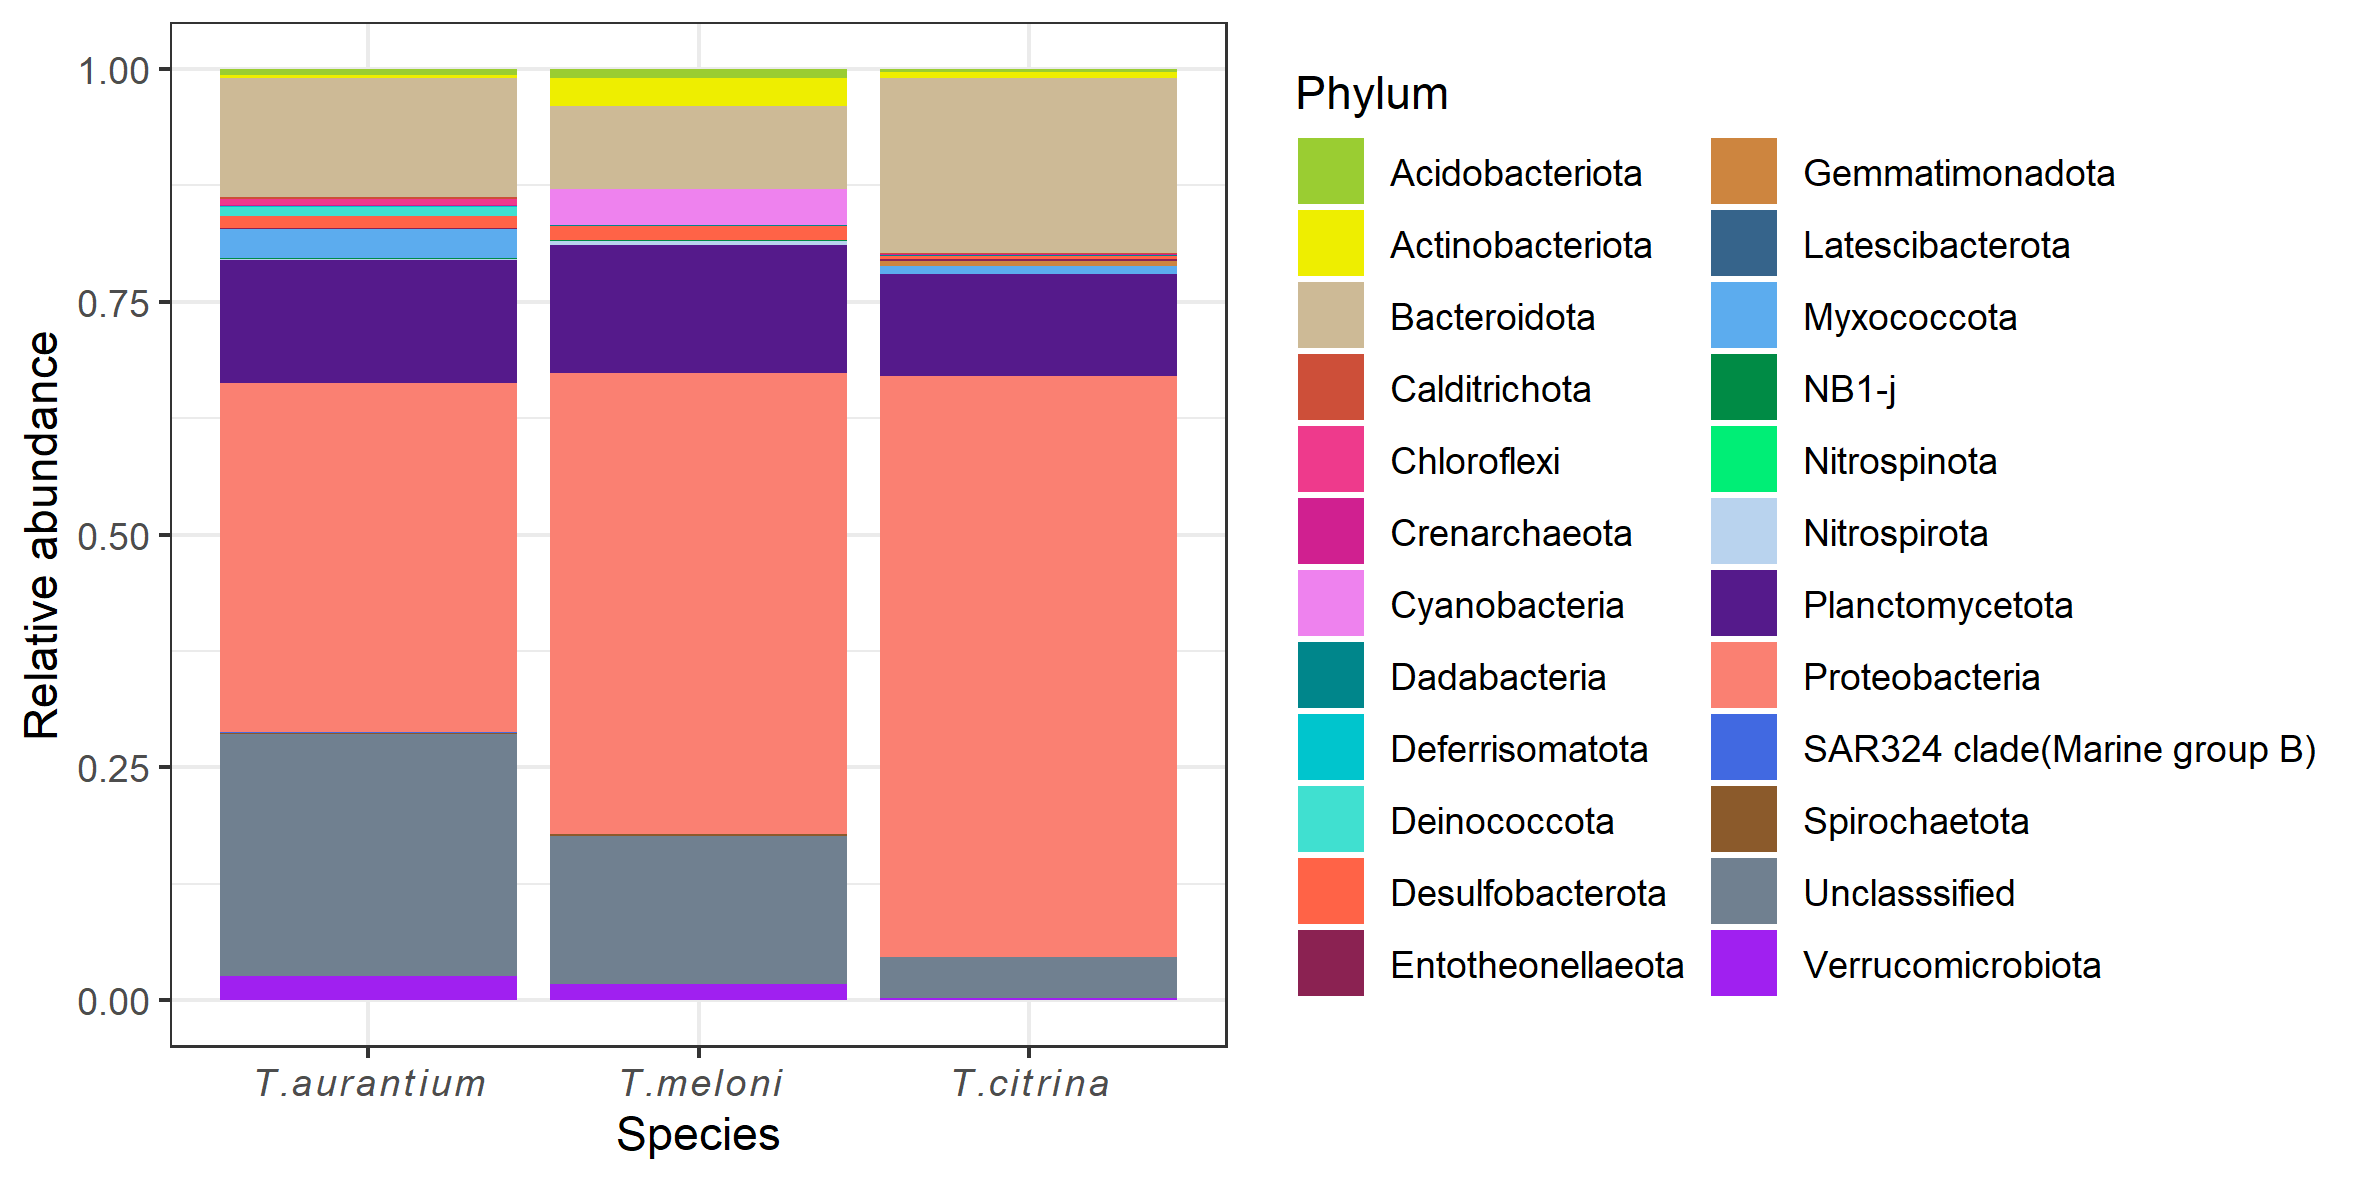 1.00
0.75
0.50
0.25
0.00
Relative abundance
T.aurantium
T.meloni
T.citrina
Species
Phylum
Acidobacteriota
Actinobacteriota
Bacteroidota
Calditrichota
Chloroflexi
Crenarchaeota
Cyanobacteria
Dadabacteria
Deferrisomatota
Deinococcota
Desulfobacterota
Entotheonellaeota
Gemmatimonadota
Latescibacterota
Myxococcota
NB1-j
Nitrospinota
Nitrospirota
Planctomycetota
Proteobacteria
SAR324 clade(Marine group B)
Spirochaetota
Unclasssified
Verrucomicrobiota